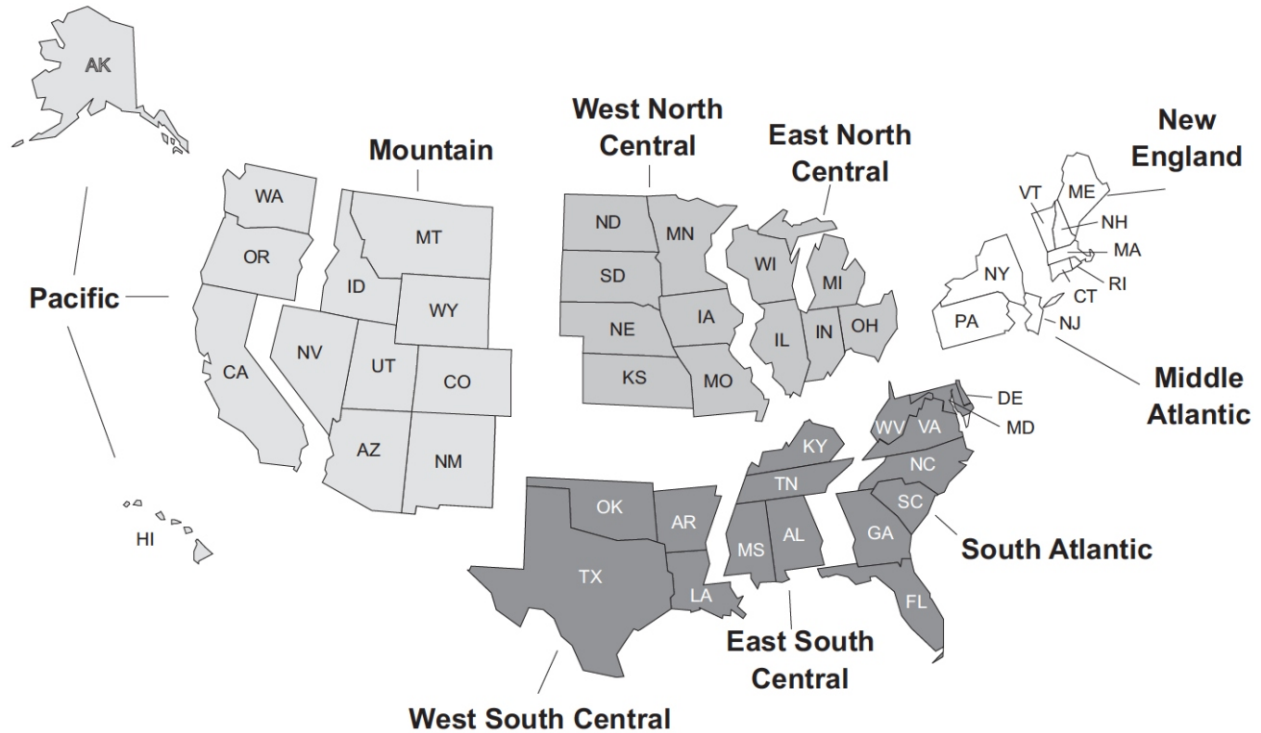 AK
West North
Central
East North
Central
New
England
Mountain
WA
OR
CA
Pacific
HI
MT
ID
WY
NV
UT
CO
AZ
NM
ND
MN
SD
IA
NE
KS
MO
WI
MI
IL
IN
OH
VT
ME
NH
MA
RI
CT
NY
PA
NJ
Middle
Atlantic
DE
MD
WV
VA
NC
SC
GA
FL
South Atlantic
KY
TN
MS
AL
East South
Central
OK
AR
TX
LA
West South Central